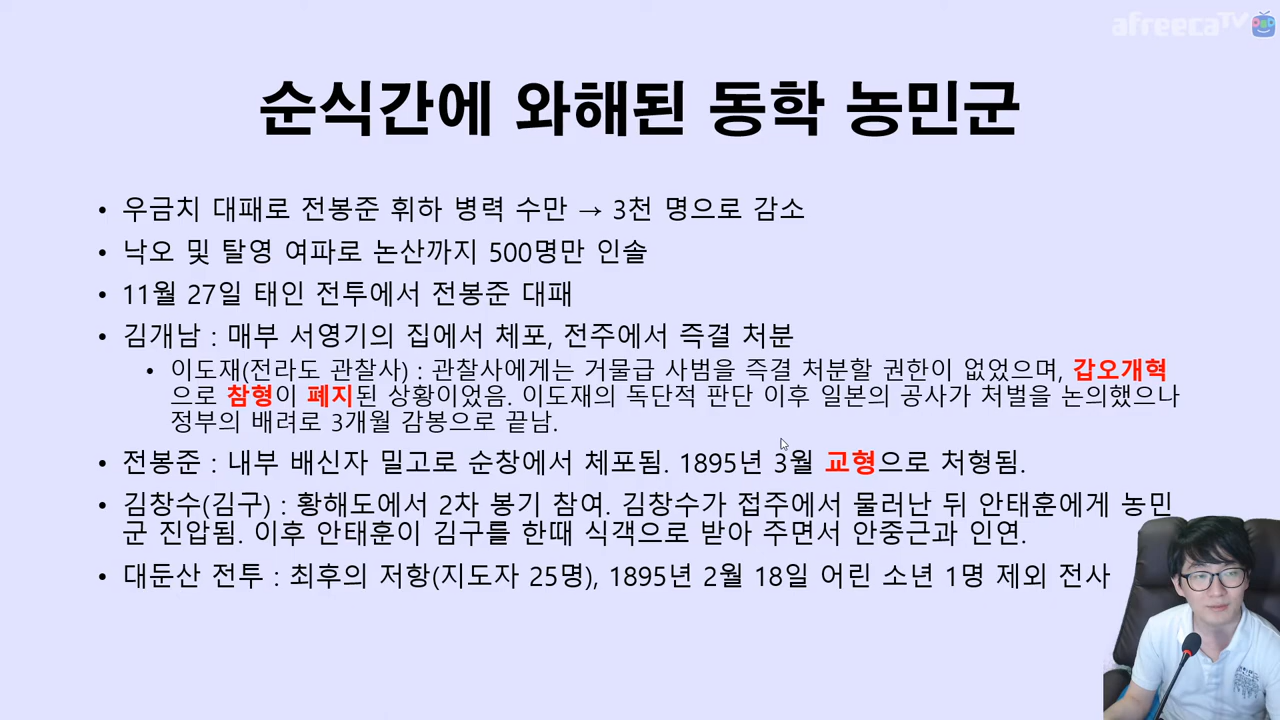 afreecaTV
순식간에 와해된 동학 농민군
• 우금치 대패로 전봉준 휘하 병력 수만 → 3천 명으로 감소
• 낙오 및 탈영 여파로 논산까지 500명만 인솔
• 11월 27일 태인 전투에서 전봉준 대패
• 김개남 : 매부 서영기의 집에서 체포, 전주에서 즉결 처분
• 이도재(전라도 관찰사) : 관찰사에게는 거물급 사범을 즉결 처분할 권한이 없었으며, 갑오개혁
으로 참형이 폐지된 상황이었음. 이도재의 독단적 판단 이후 일본의 공사가 처벌을 논의했으나
정부의 배려로 3개월 감봉으로 끝남.
• 전봉준 : 내부 배신자 밀고로 순창에서 체포됨. 1895년 3월 교형으로 처형됨.
• 김창수(김구) : 황해도에서 2차 봉기 참여. 김창수가 접주에서 물러난 뒤 안태훈에게 농민
군 진압됨. 이후 안태훈이 김구를 한때 식객으로 받아 주면서 안중근과 인연.
• 대둔산 전투 : 최후의 저항(지도자 25명), 1895년 2월 18일 어린 소년 1명 제외 전사